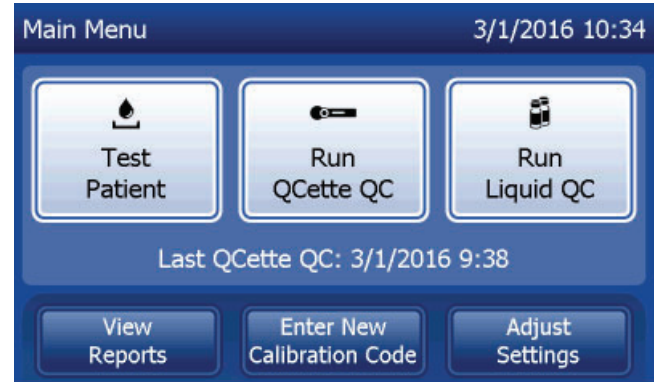 Main Menu 3/1/2016 10:34
Test
Patient
Run
QCette QC
Run
Liquid QC
Last QCette QC: 3/1/2016 9:38
View
Reports
Enter New
Calibration Code
Adjust
Settings